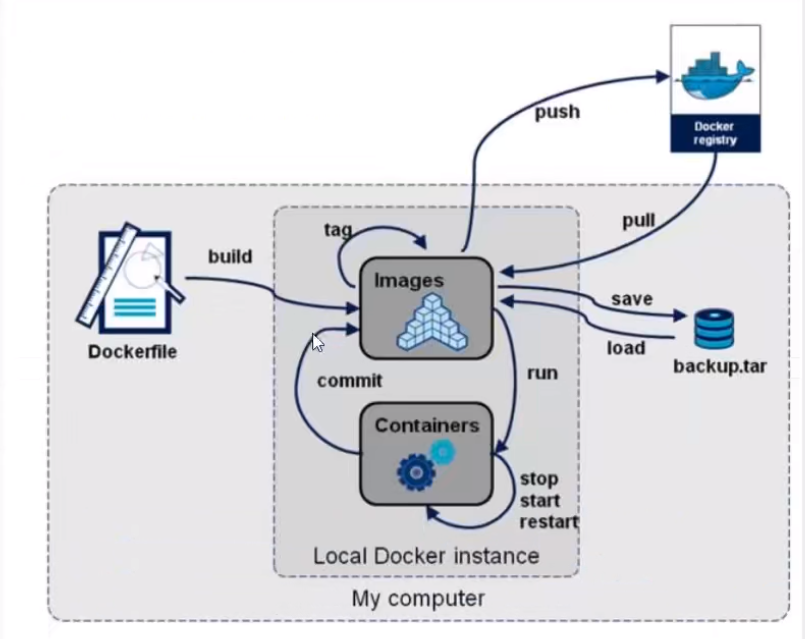 Docker
registry
push
pull
tag
build
Images
save
load
Dockerfile
backup.tar
commit
run
Containers
stop
start
restart
Local Docker instance
My computer